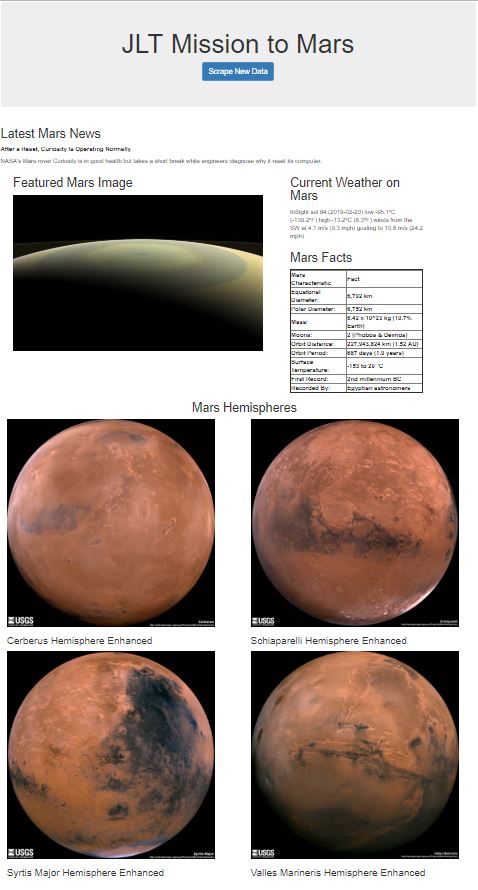 JLT Mission to Mars
Scrape New Data
Latest Mars News
After a Reset, Curiosity Is Operating Normally
NASA's Mars rover Curiosity is in good health but takes a short break while engineers diagnose why it reset its computer.
Featured Mars Image
Current Weather on
Mars
InSight sol 84 (2019-02-20) low -95.1ºC
(-139.2ºF) high -13.2ºC (8.3ºF) winds from the
SW at 4.1 m/s (9.3 mph) gusting to 10.8 m/s (24.2
mph)
Mars Facts
Mars
Characteristic
Fact
Equatorial
Diameter:
6,792 km
Polar Diameter:
6,752 km
Mass:
6.42 x 10^23 kg (10.7%
Earth)
Moons:
2 (Phobos & Deimos)
Orbit Distance:
227,943,824 km (1.52 AU)
Orbit Period:
687 days (1.9 years)
Surface
Temperature:
-153 to 20 °C
First Record:
2nd millennium BC
Recorded By:
Egyptian astronomers
Mars Hemispheres
USGS
Cerberus
USGS
Schiaparelli
Cerberus Hemisphere Enhanced
Schiaparelli Hemisphere Enhanced
USGS
Syrtis Major
USGS
Valles Marineris
Syrtis Major Hemisphere Enhanced
Valles Marineris Hemisphere Enhanced